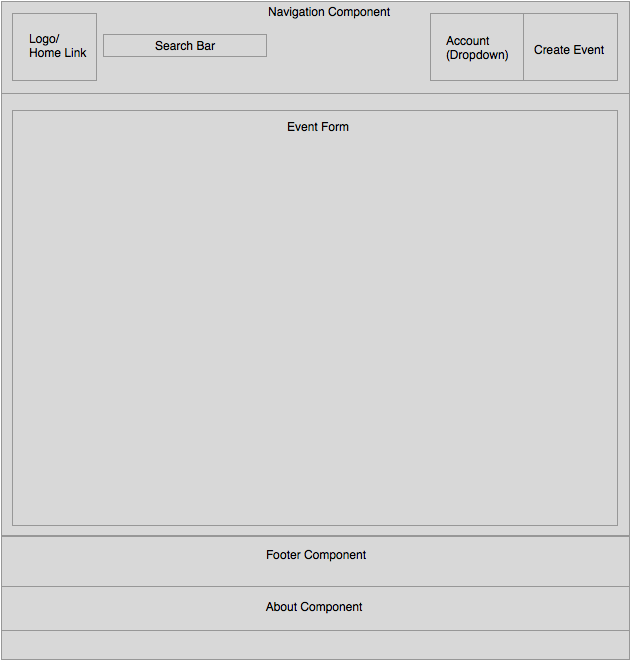 Navigation Component
Logo/
Home Link
Search Bar
Account
(Dropdown)
Create Event
Event Form
Footer Component
About Component